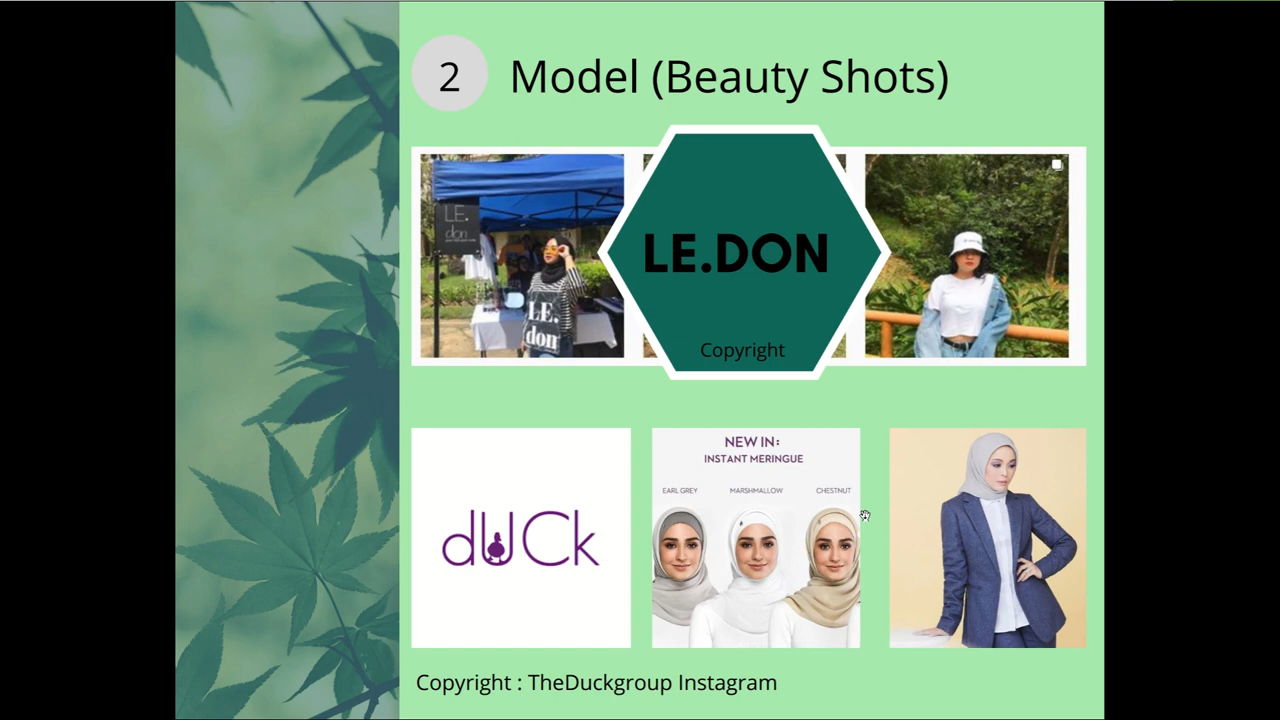 2
Model (Beauty Shots)
LE.
don
LE.
don
LE.DON
Copyright
dUCk
NEW IN:
INSTANT MERINGUE
EARL GREY
MARSHMALLOW
CHESTNUT
Copyright : TheDuckgroup Instagram